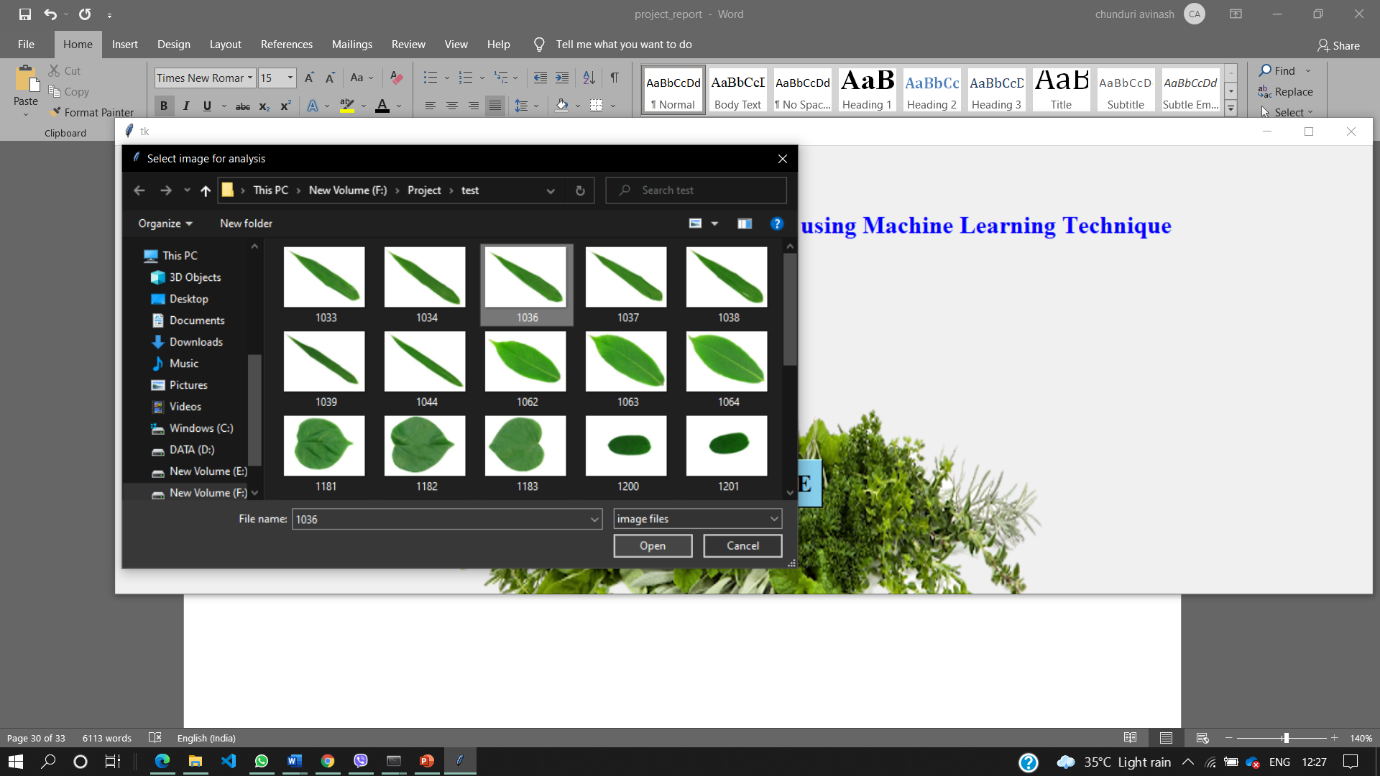 project_report - Word
chunduri avinash CA
File Home Insert Design Layout References Mailings Review View Help Tell me what you want to do Share
Paste
Cut
Copy
Format Painter
Clipboard
Times New Romar 15
B I U abc
AaBbCcDd AaBbCcI AaBbCcDd AaB AaBbCc AaBbCcD AaB AaBbCcD AaBbCcDd
¶ Normal Body Text ¶ No Spac... Heading 1 Heading 2 Heading 3 Title Subtitle Subtle Em...
Find
Replace
Select
tk
Select image for analysis
This PC New Volume (F:) Project test
Search test
Organize New folder
This PC
3D Objects
Desktop
Documents
Downloads
Music
Pictures
Videos
Windows (C:)
DATA (D:)
New Volume (E:)
New Volume (F:)
1033 1034 1036 1037 1038
1039 1044 1062 1063 1064
1181 1182 1183 1200 1201
File name: 1036 image files
Open Cancel
using Machine Learning Technique
E
Page 30 of 33 6113 words English (India) 140%
35°C Light rain ENG 12:27